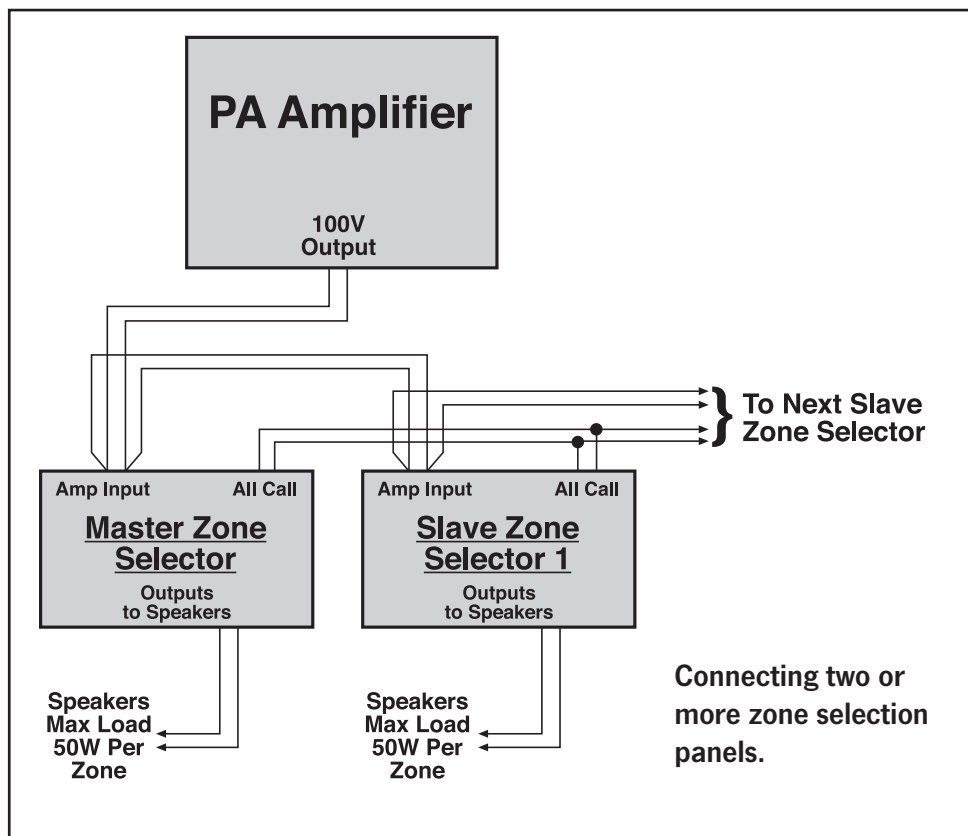 PA Amplifier
100V
Output
To Next Slave
Zone Selector
Amp Input
All Call
Master Zone
Selector
Outputs
to Speakers
Amp Input
All Call
Slave Zone
Selector 1
Outputs
to Speakers
Speakers
Max Load
50W Per
Zone
Speakers
Max Load
50W Per
Zone
Connecting two or
more zone selection
panels.